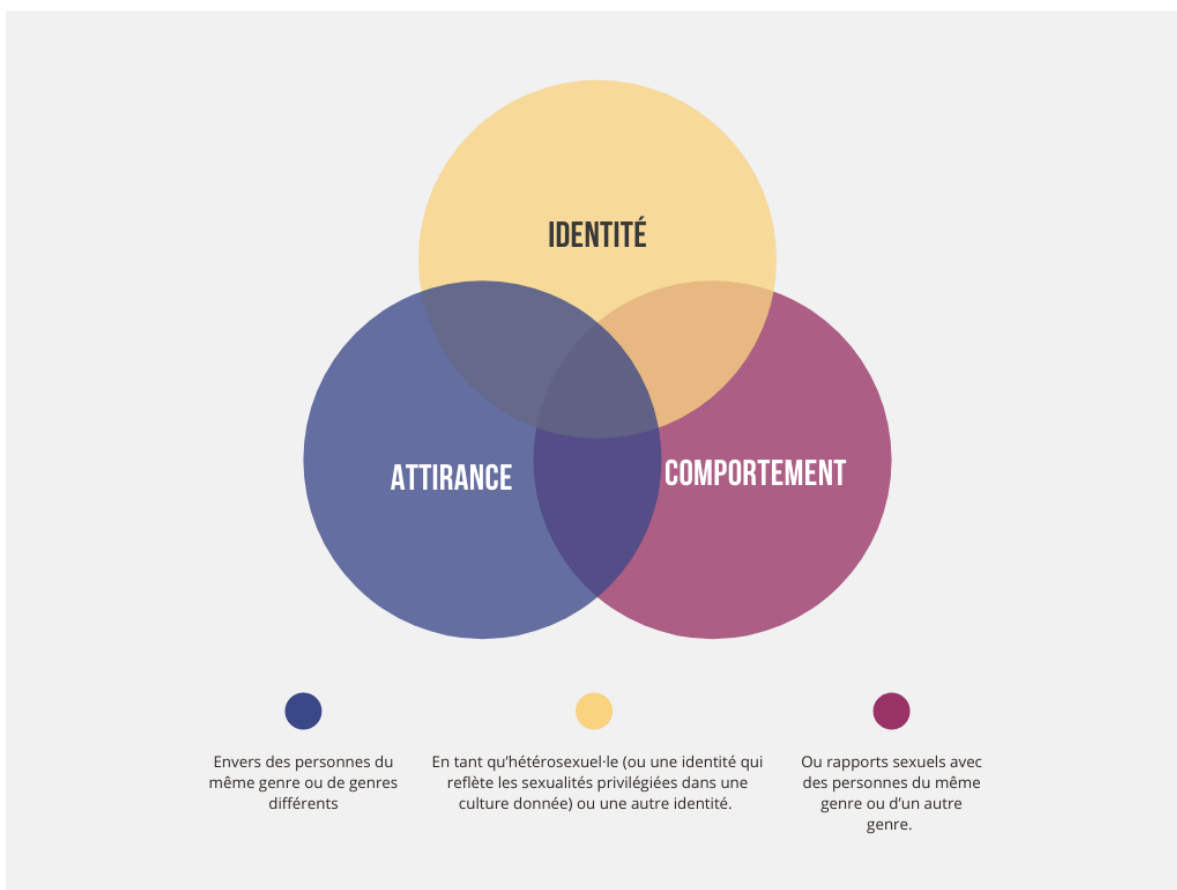 IDENTITÉ
ATTIRANCE
COMPORTEMENT
Envers des personnes du
même genre ou de genres
différents
En tant qu’hétérosexuel·le (ou une identité qui
reflète les sexualités privilégiées dans une
culture donnée) ou une autre identité.
Ou rapports sexuels avec
des personnes du même
genre ou d’un autre
genre.